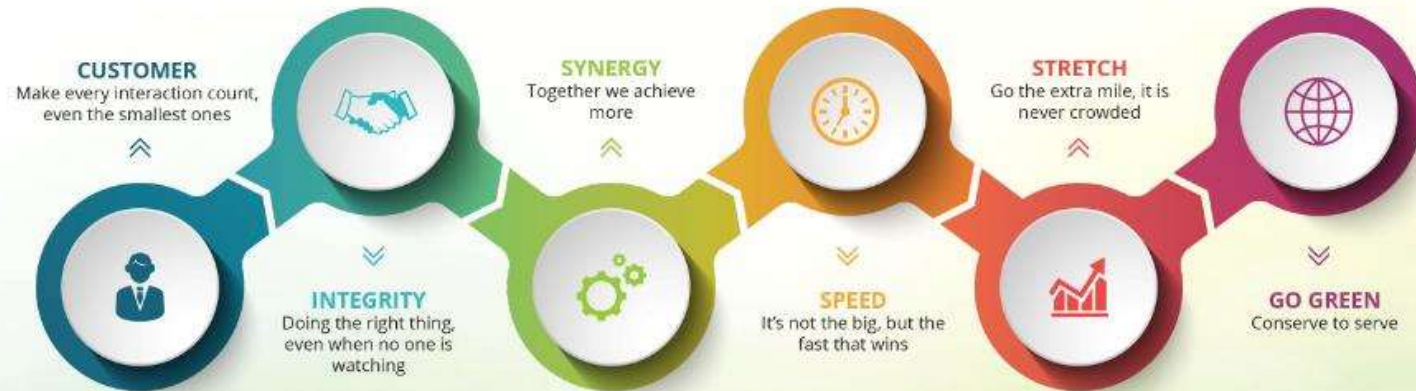 CUSTOMER
Make every interaction count,
even the smallest ones
INTEGRITY
Doing the right thing,
even when no one is
watching
SYNERGY
Together we achieve
more
SPEED
It's not the big, but the
fast that wins
STRETCH
Go the extra mile, it is
never crowded
GO GREEN
Conserve to serve